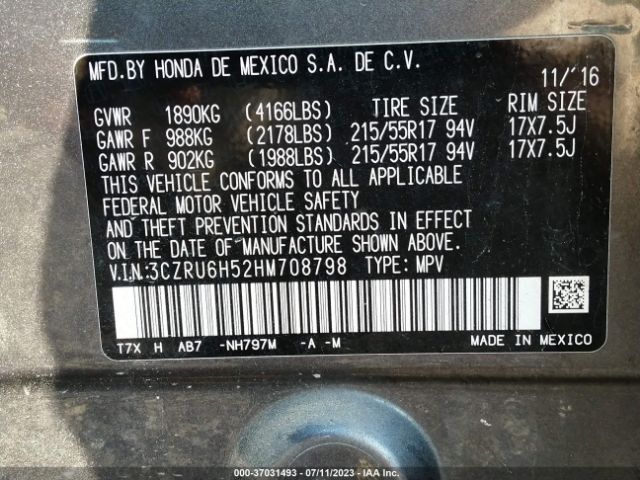 MFD.BY HONDA DE MEXICO S.A. DE C.V.
11/'16
GVWR 1890KG (4166LBS) TIRE SIZE RIM SIZE
GAWR F 988KG (2178LBS) 215/55R17 94V 17X7.5J
GAWR R 902KG (1988LBS) 215/55R17 94V 17X7.5J
THIS VEHICLE CONFORMS TO ALL APPLICABLE
FEDERAL MOTOR VEHICLE SAFETY
AND THEFT PREVENTION STANDARDS IN EFFECT
ON THE DATE OF MANUFACTURE SHOWN ABOVE.
V.I.N:3CZRU6H52HM708798 TYPE: MPV
T7X H AB7 -NH797M -A -M MADE IN MEXICO
000-37031493 - 07/11/2023 - IAA Inc.